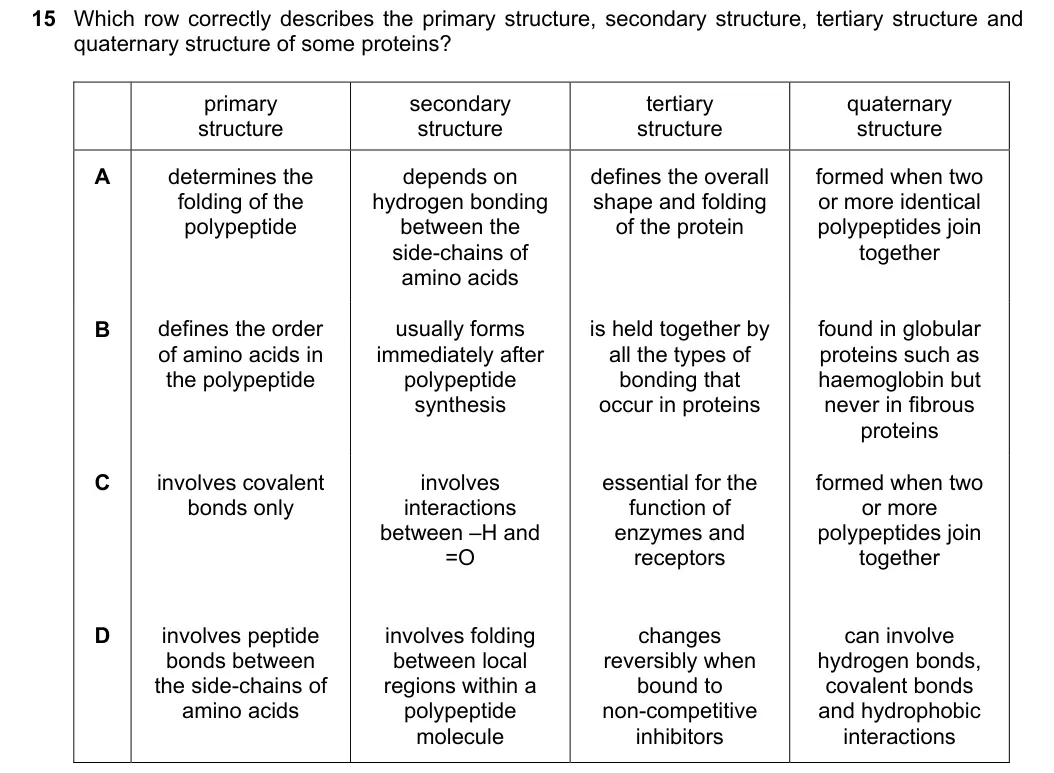 15 Which row correctly describes the primary structure, secondary structure, tertiary structure and
quaternary structure of some proteins?
primary
structure
secondary
structure
tertiary
structure
quaternary
structure
A
determines the
folding of the
polypeptide
depends on
hydrogen bonding
between the
side-chains of
amino acids
defines the overall
shape and folding
of the protein
formed when two
or more identical
polypeptides join
together
B
defines the order
of amino acids in
the polypeptide
usually forms
immediately after
polypeptide
synthesis
is held together by
all the types of
bonding that
occur in proteins
found in globular
proteins such as
haemoglobin but
never in fibrous
proteins
C
involves covalent
bonds only
involves
interactions
between –H and
=O
essential for the
function of
enzymes and
receptors
formed when two
or more
polypeptides join
together
D
involves peptide
bonds between
the side-chains of
amino acids
involves folding
between local
regions within a
polypeptide
molecule
changes
reversibly when
bound to
non-competitive
inhibitors
can involve
hydrogen bonds,
covalent bonds
and hydrophobic
interactions